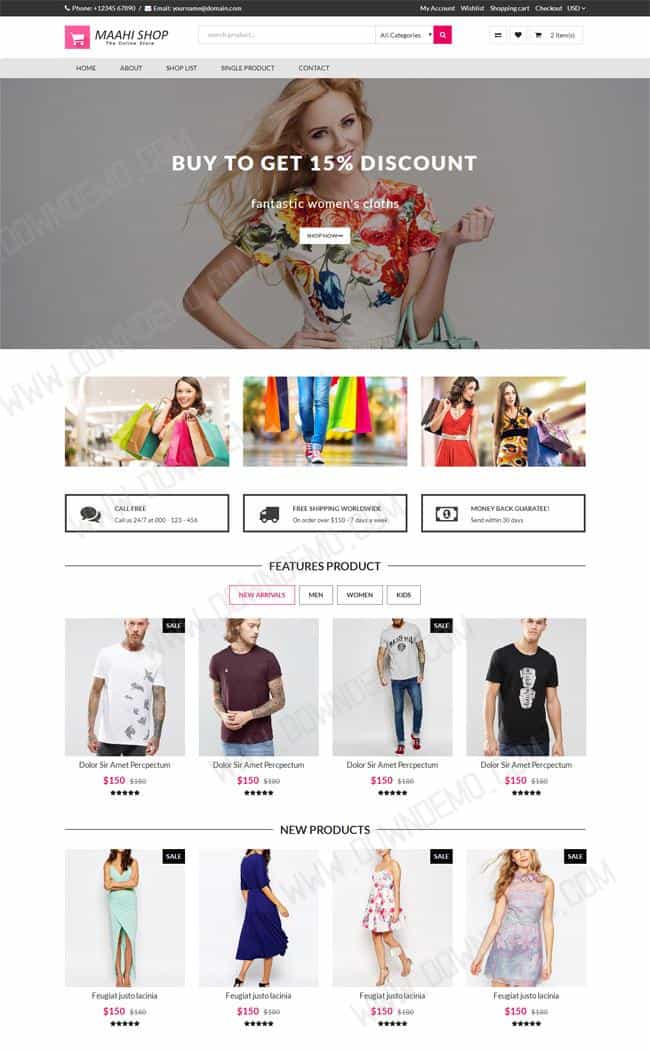 Phone: +12345 67890 / Email: yourname@domain.com
My Account Wishlist Shopping cart Checkout USD
MAAHI SHOP
The Online Store
search product...
All Categories
2 Item(s)
HOME ABOUT SHOP LIST SINGLE PRODUCT CONTACT
BUY TO GET 15% DISCOUNT
fantastic women's cloths
SHOP NOW
CALL FREE
Call us 24/7 at 000 - 123 - 456
FREE SHIPPING WORLDWIDE
On order over $150 - 7 days a week
MONEY BACK GUARATEE!
Send within 30 days
FEATURES PRODUCT
NEW ARRIVALS MEN WOMEN KIDS
SALE SALE
Dolor Sir Amet Percpectum Dolor Sir Amet Percpectum Dolor Sir Amet Percpectum Dolor Sir Amet Percpectum
$150 $180 $150 $180 $150 $180 $150 $180
NEW PRODUCTS
SALE SALE SALE
Feugiat justo lacinia Feugiat justo lacinia Feugiat justo lacinia Feugiat justo lacinia
$150 $180 $150 $180 $150 $180 $150 $180
WWW.DOWNDEMO.COM